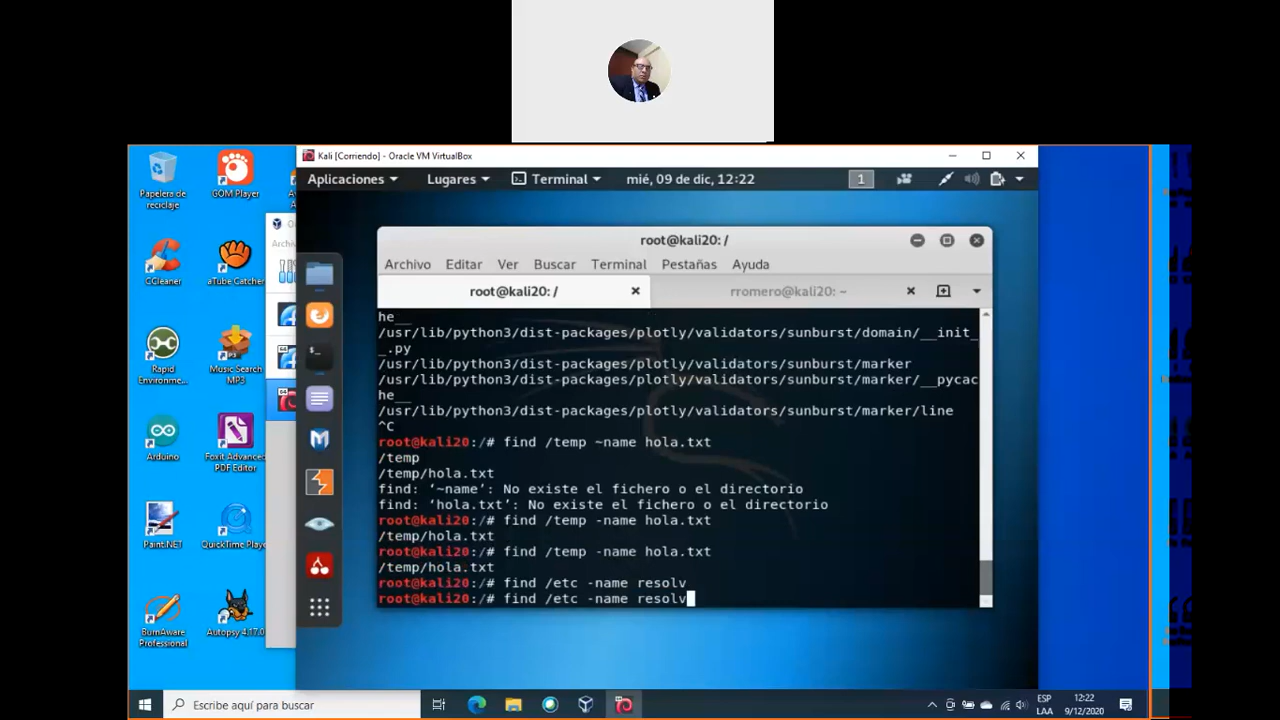 Kali [Corriendo] - Oracle VM VirtualBox
Aplicaciones
Lugares
Terminal
mié, 09 de dic, 12:22
1
root@kali20: /
Archivo
Editar
Ver
Buscar
Terminal
Pestañas
Ayuda
root@kali20: /
rromero@kali20: ~
he__
/usr/lib/python3/dist-packages/plotly/validators/sunburst/domain/__init_
_.py
/usr/lib/python3/dist-packages/plotly/validators/sunburst/marker
/usr/lib/python3/dist-packages/plotly/validators/sunburst/marker/__pycac
he__
/usr/lib/python3/dist-packages/plotly/validators/sunburst/marker/line
^C
root@kali20:/# find /temp ~name hola.txt
/temp
/temp/hola.txt
find: ‘~name’: No existe el fichero o el directorio
find: ‘hola.txt’: No existe el fichero o el directorio
root@kali20:/# find /temp -name hola.txt
/temp/hola.txt
root@kali20:/# find /temp -name hola.txt
/temp/hola.txt
root@kali20:/# find /etc -name resolv
root@kali20:/# find /etc -name resolv
Papelera de
reciclaje
GOM Player
CCleaner
aTube Catcher
Rapid
Environme...
Music Search
MP3
Arduino
Foxit Advanced
PDF Editor
Paint.NET
QuickTime Player
BurnAware
Professional
Autopsy 4.17.0
Archi
Escribe aquí para buscar
ESP
LAA
12:22
9/12/2020